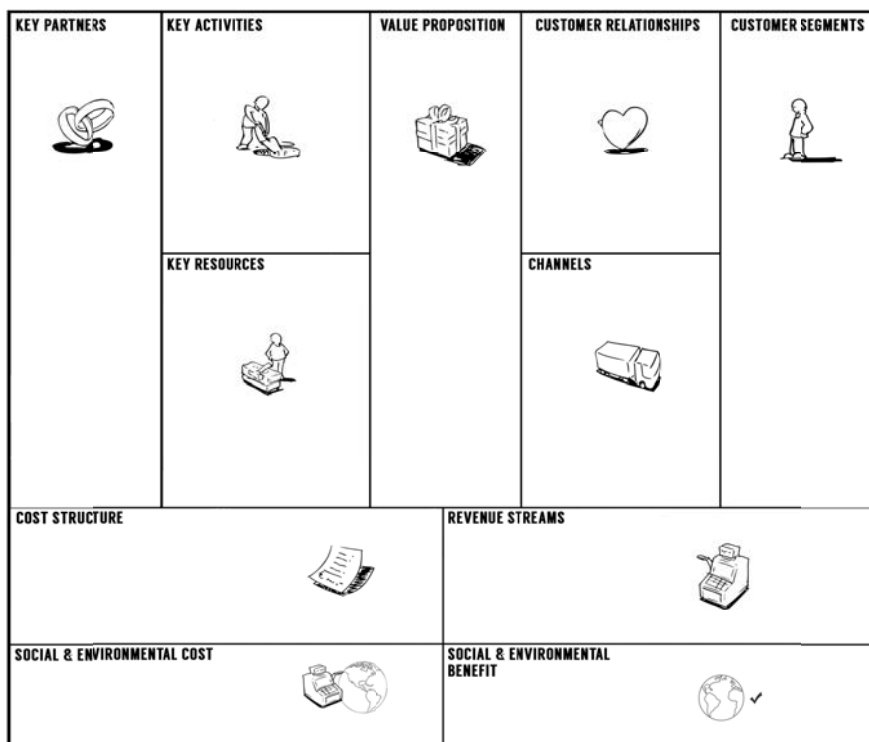 KEY PARTNERS
KEY ACTIVITIES
VALUE PROPOSITION
CUSTOMER RELATIONSHIPS
CUSTOMER SEGMENTS
KEY RESOURCES
CHANNELS
COST STRUCTURE
REVENUE STREAMS
SOCIAL & ENVIRONMENTAL COST
SOCIAL & ENVIRONMENTAL
BENEFIT